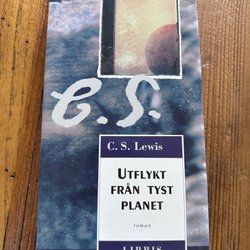 C. S.
C. S. Lewis
UTFLYKT
FRÅN TYST
PLANET
roman
LIBRIS